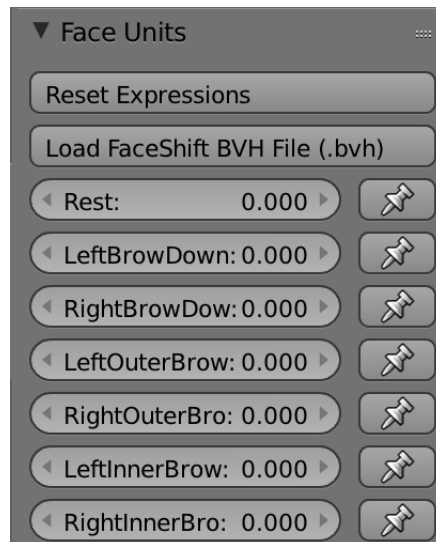 Face Units
Reset Expressions
Load FaceShift BVH File (.bvh)
Rest: 0.000
LeftBrowDown: 0.000
RightBrowDow: 0.000
LeftOuterBrow: 0.000
RightOuterBro: 0.000
LeftInnerBrow: 0.000
RightInnerBro: 0.000